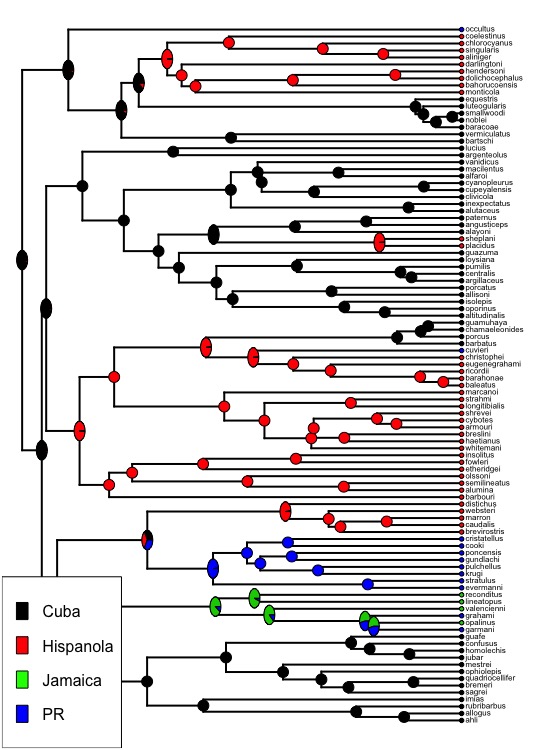 occultus
coelestinus
chlorocyanus
singularis
aliniger
darlingtoni
hendersoni
dolichocephalus
bahorucoensis
monticola
equestris
luteogularis
smallwoodi
noblei
baracoae
vermiculatus
bartschi
lucius
argenteolus
vanidicus
macilentus
alfaroi
cyanopleurus
cupeyalensis
clivicola
inexpectatus
alutaceus
paternus
angusticeps
alayoni
sheplani
placidus
guazuma
loysiana
pumilis
centralis
argillaceus
porcatus
allisoni
isolepis
oporinus
altitudinalis
guamuhaya
chamaeleonides
porcus
barbatus
cuvieri
christophei
eugenegrahami
ricordii
barahonae
baleatus
marcanoi
strahmi
longitibialis
shrevei
cybotes
armouri
breslini
haetianus
whitemani
insolitus
fowleri
etheridgei
olssoni
semilineatus
alumina
barbouri
distichus
websteri
marron
caudalis
brevirostris
cristatellus
cooki
poncensis
gundlachi
pulchellus
krugi
stratulus
evermanni
reconditus
lineatopus
valencienni
grahami
opalinus
garmani
guafe
confusus
homolechis
jubar
mestrei
ophiolepis
quadriocellifer
bremeri
sagrei
imias
rubribarbus
allogus
ahli
Cuba
Hispanola
Jamaica
PR